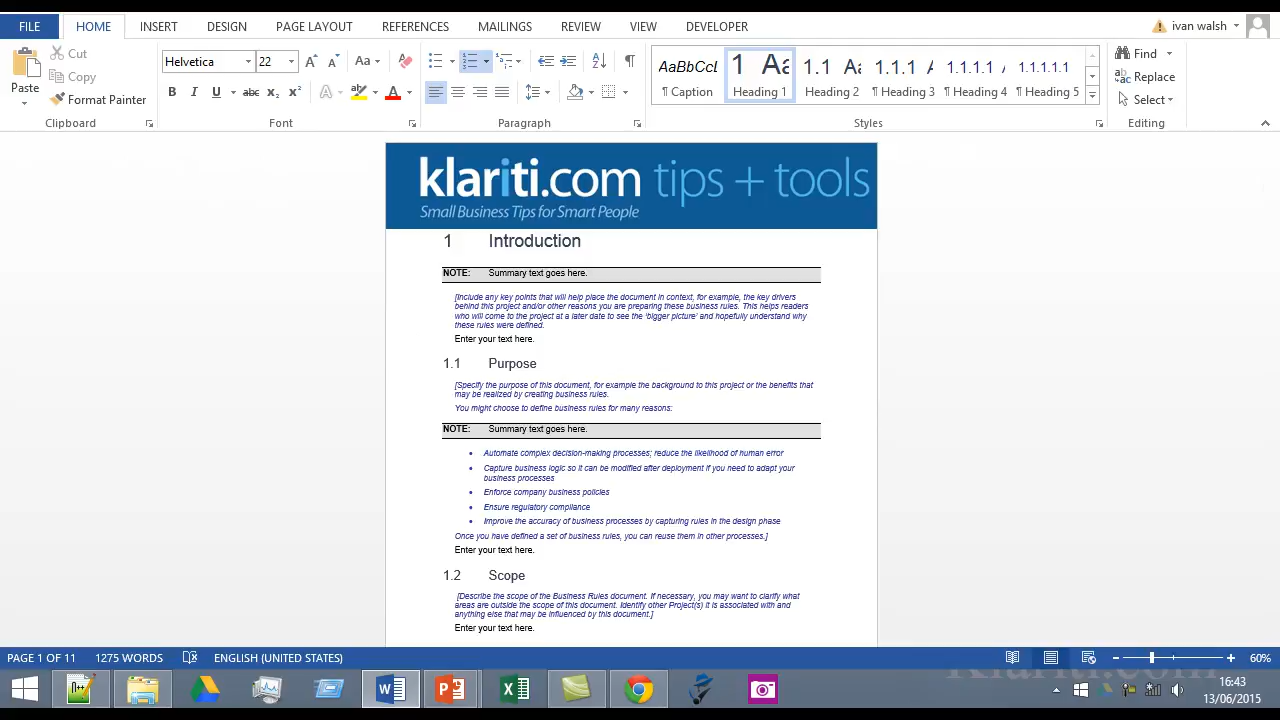 FILE HOME INSERT DESIGN PAGE LAYOUT REFERENCES MAILINGS REVIEW VIEW DEVELOPER ivan walsh
Paste Cut
Copy
Format Painter
Clipboard
Helvetica 22 Aa
B I U abc x₂ x² A A
Font
Paragraph
AaBbCcL 1 Aa 1.1 Aa 1.1.1 A 1.1.1.1 1.1.1.1.1
¶ Caption Heading 1 Heading 2 ¶ Heading 3 ¶ Heading 4 ¶ Heading 5
Styles
Find
Replace
Select
Editing
klariti.com tips + tools
Small Business Tips for Smart People
1 Introduction
NOTE: Summary text goes here.
[Include any key points that will help place the document in context, for example, the key drivers
behind this project and/or other reasons you are preparing these business rules. This helps readers
who will come to the project at a later date to see the ‘bigger picture’ and hopefully understand why
these rules were defined.
Enter your text here.
1.1 Purpose
[Specify the purpose of this document, for example the background to this project or the benefits that
may be realized by creating business rules.
You might choose to define business rules for many reasons:
NOTE: Summary text goes here.
• Automate complex decision-making processes; reduce the likelihood of human error
• Capture business logic so it can be modified after deployment if you need to adapt your
business processes
• Enforce company business policies
• Ensure regulatory compliance
• Improve the accuracy of business processes by capturing rules in the design phase
Once you have defined a set of business rules, you can reuse them in other processes.]
Enter your text here.
1.2 Scope
[Describe the scope of the Business Rules document. If necessary, you may want to clarify what
areas are outside the scope of this document. Identify other Project(s) it is associated with and
anything else that may be influenced by this document.]
Enter your text here.
PAGE 1 OF 11 1275 WORDS ENGLISH (UNITED STATES) 60%
Klariti.com
16:43
13/06/2015